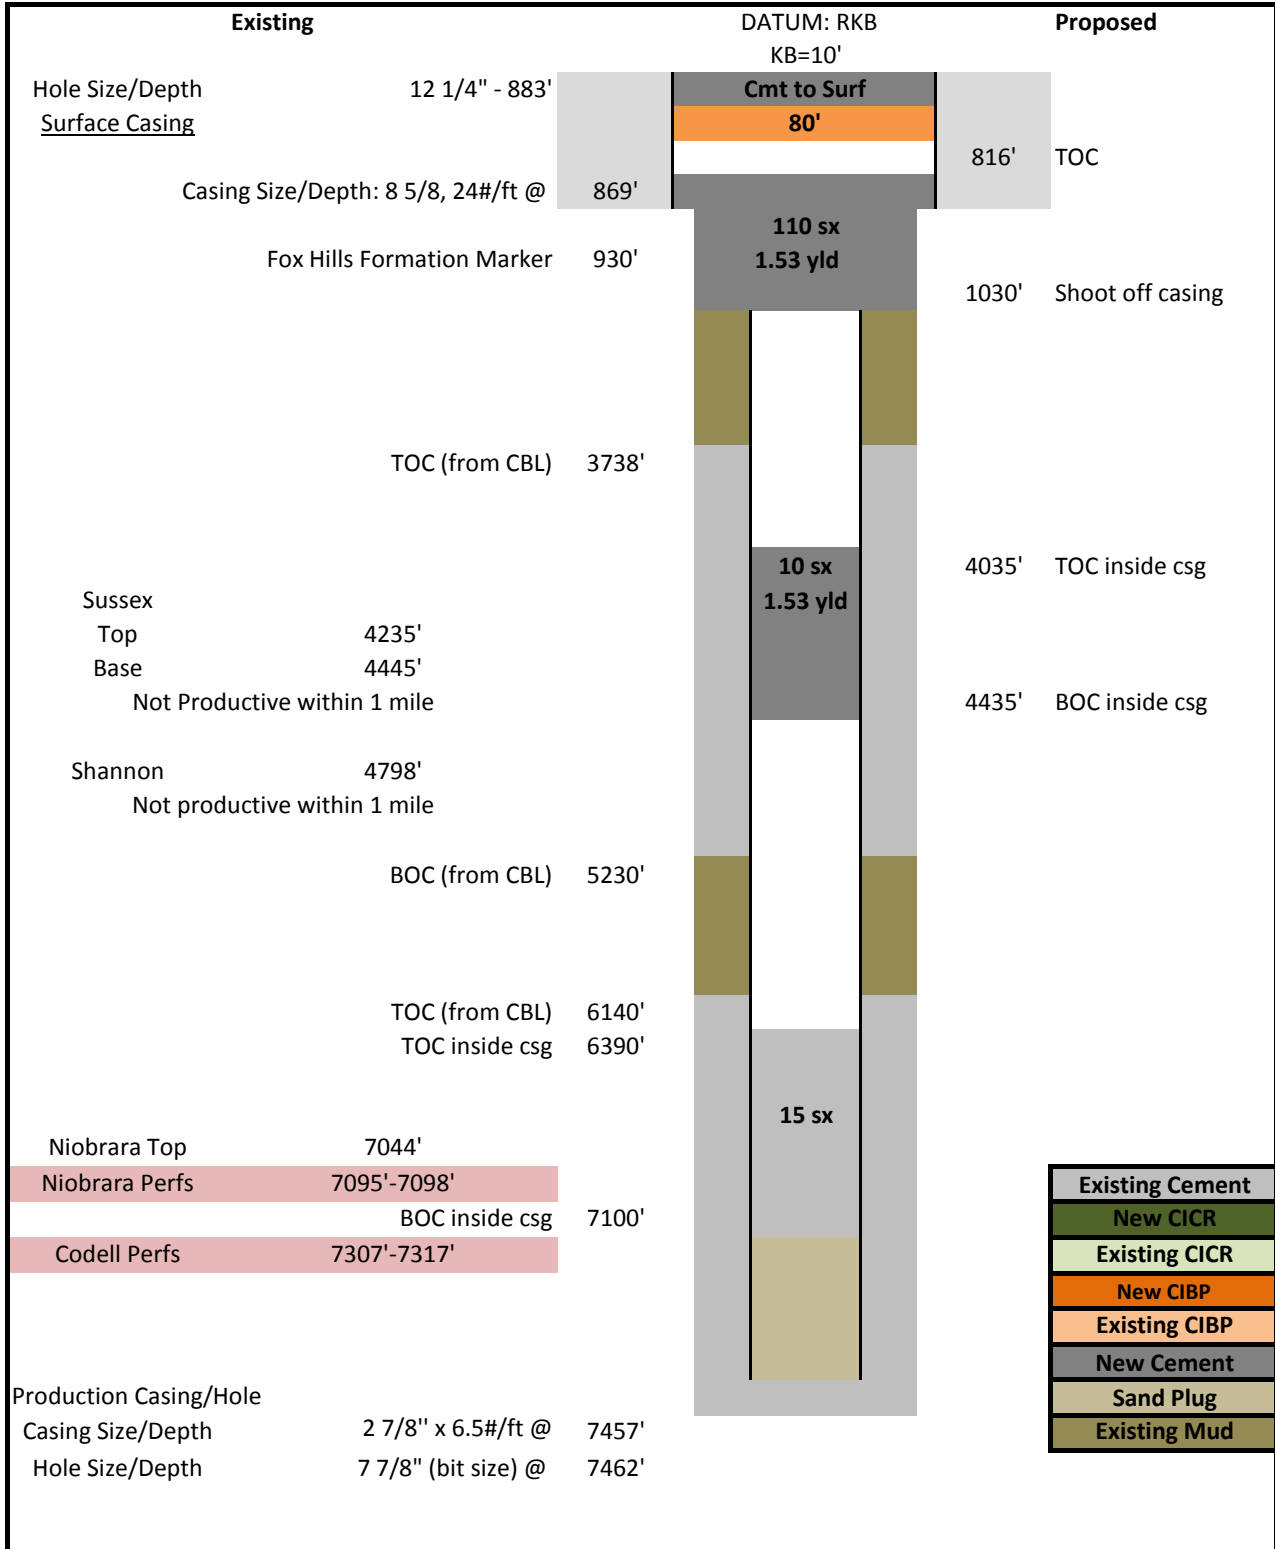 Existing DATUM: RKB Proposed
KB=10'
Hole Size/Depth 12 1/4" - 883' Cmt to Surf
Surface Casing 80'
816' TOC
Casing Size/Depth: 8 5/8, 24#/ft @ 869'
110 sx
Fox Hills Formation Marker 930' 1.53 yld
1030' Shoot off casing
TOC (from CBL) 3738'
10 sx 4035' TOC inside csg
Sussex 1.53 yld
Top 4235'
Base 4445'
Not Productive within 1 mile 4435' BOC inside csg
Shannon 4798'
Not productive within 1 mile
BOC (from CBL) 5230'
TOC (from CBL) 6140'
TOC inside csg 6390'
15 sx
Niobrara Top 7044'
Niobrara Perfs 7095'-7098' Existing Cement
BOC inside csg 7100' New CICR
Codell Perfs 7307'-7317' Existing CICR
New CIBP
Existing CIBP
New Cement
Production Casing/Hole Sand Plug
Casing Size/Depth 2 7/8'' x 6.5#/ft @ 7457' Existing Mud
Hole Size/Depth 7 7/8" (bit size) @ 7462'